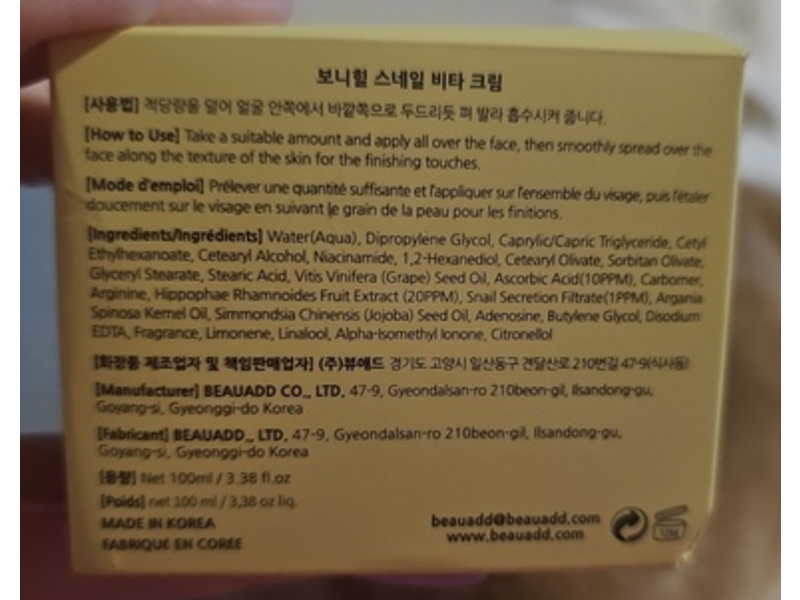 보니힐 스네일 비타 크림
[사용법] 적당량을 덜어 얼굴 안쪽에서 바깥쪽으로 두드리듯 펴 발라 흡수시켜 줍니다.
[How to Use] Take a suitable amount and apply all over the face, then smoothly spread over the
face along the texture of the skin for the finishing touches.
[Mode d'emploi] Prélever une quantité suffisante et l'appliquer sur l'ensemble du visage, puis l'étaler
doucement sur le visage en suivant le grain de la peau pour les finitions.
[Ingredients/Ingrédients] Water(Aqua), Dipropylene Glycol, Caprylic/Capric Triglyceride, Cetyl
Ethylhexanoate, Cetearyl Alcohol, Niacinamide, 1,2-Hexanediol, Cetearyl Olivate, Sorbitan Olivate,
Glyceryl Stearate, Stearic Acid, Vitis Vinifera (Grape) Seed Oil, Ascorbic Acid(10PPM), Carbomer,
Arginine, Hippophae Rhamnoides Fruit Extract (20PPM), Snail Secretion Filtrate(1PPM), Argania
Spinosa Kernel Oil, Simmondsia Chinensis (Jojoba) Seed Oil, Adenosine, Butylene Glycol, Disodium
EDTA, Fragrance, Limonene, Linalool, Alpha-Isomethyl Ionone, Citronellol
[화장품 제조업자 및 책임판매업자] (주)뷰애드 경기도 고양시 일산동구 견달산로 210번길 47-9(식사동)
[Manufacturer] BEAUADD CO., LTD. 47-9, Gyeondalsan-ro 210beon-gil, Ilsandong-gu,
Goyang-si, Gyeonggi-do Korea
[Fabricant] BEAUADD., LTD. 47-9, Gyeondalsan-ro 210beon-gil, Ilsandong-gu,
Goyang-si, Gyeonggi-do Korea
[용량] Net 100ml / 3.38 fl.oz
[Poids] net 100 ml / 3,38 oz liq.
MADE IN KOREA
FABRIQUÉ EN CORÉE
beauadd@beauadd.com
www.beauadd.com
12M